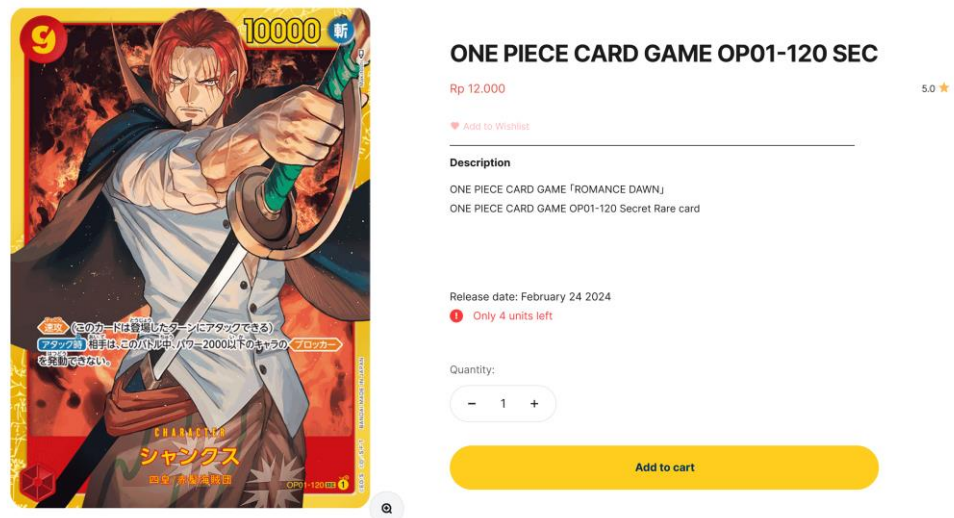 9
10000 斬
速攻 (このカードは登場したターンにアタックできる)
アタック時 相手は、このバトル中、パワー2000以下のキャラの ブロッカー
を発動できない。
CHARACTER
シャンクス
四皇/赤髪海賊団
OP01-120 SEC 1
BANDAI MADE IN JAPAN
ONE PIECE CARD GAME OP01-120 SEC
Rp 12.000
5.0
Add to Wishlist
Description
ONE PIECE CARD GAME「ROMANCE DAWN」
ONE PIECE CARD GAME OP01-120 Secret Rare card
Release date: February 24 2024
! Only 4 units left
Quantity:
- 1 +
Add to cart